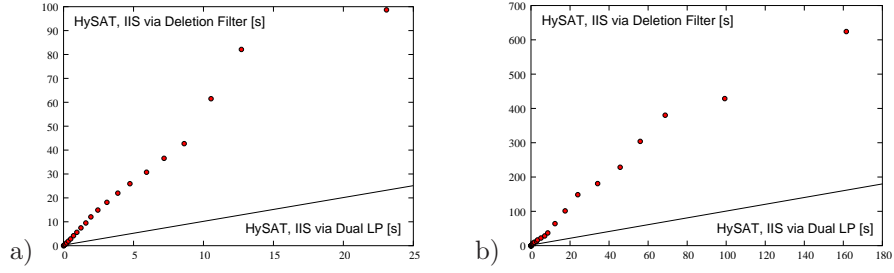 HySAT, IIS via Deletion Filter [s]
100
90
80
70
60
50
40
30
20
10
0
HySAT, IIS via Dual LP [s]
0 5 10 15 20 25
a)
HySAT, IIS via Deletion Filter [s]
700
600
500
400
300
200
100
0
HySAT, IIS via Dual LP [s]
0 20 40 60 80 100 120 140 160 180
b)